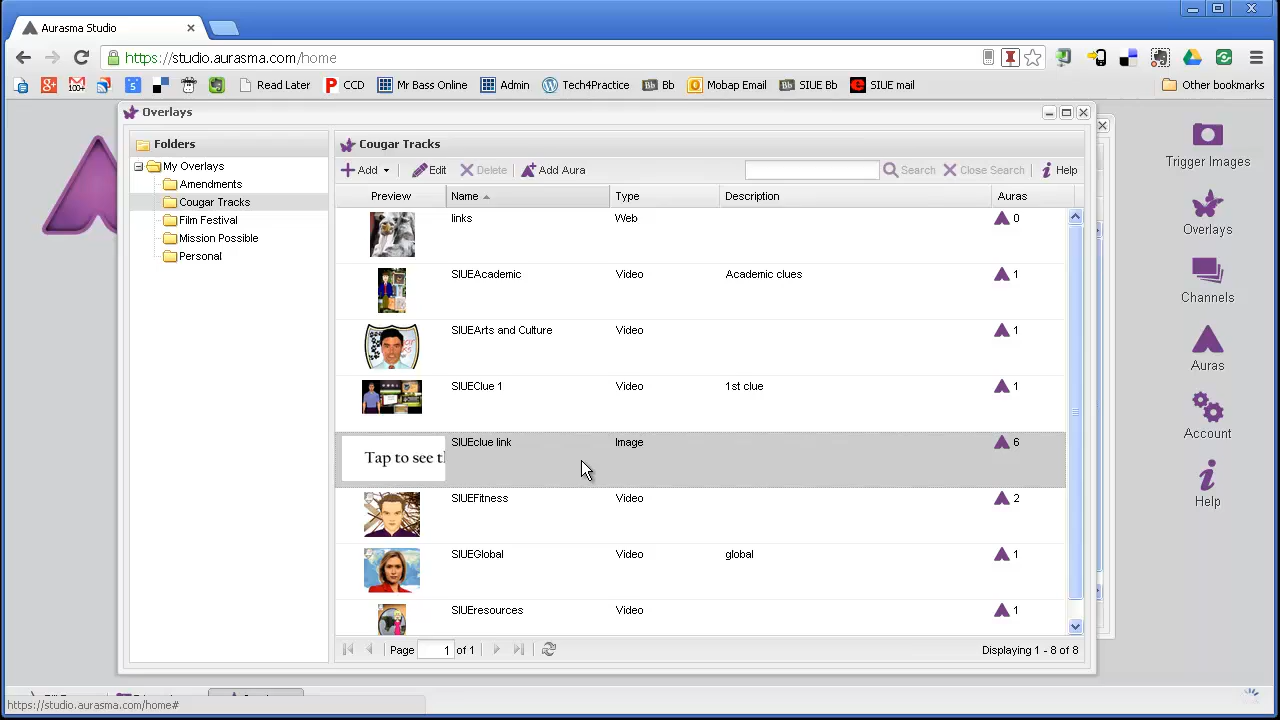 Aurasma Studio
https://studio.aurasma.com/home
Read Later CCD Mr Bab Online Admin Tech4Practice Bb Mobap Email SIUE Bb SIUE mail Other bookmarks
Overlays
Folders
My Overlays
Amendments
Cougar Tracks
Film Festival
Mission Possible
Personal
Cougar Tracks
Add Edit Delete Add Aura Search Close Search Help
Preview Name Type Description Auras
links Web 0
SIUEAcademic Video Academic clues 1
SIUEArts and Culture Video 1
SIUEClue 1 Video 1st clue 1
Tap to see SIUEclue link Image 6
SIUEFitness Video 2
SIUEGlobal Video global 1
SIUEresources Video 1
Page 1 of 1 Displaying 1 - 8 of 8
Trigger Images
Overlays
Channels
Auras
Account
Help
https://studio.aurasma.com/home#